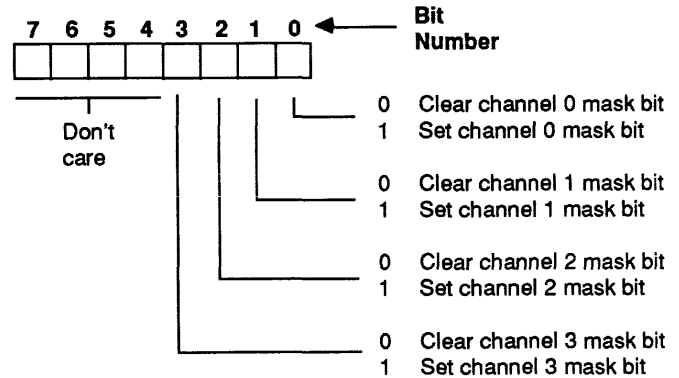 Bit
7 6 5 4 3 2 1 0
Number
0 Clear channel 0 mask bit
1 Set channel 0 mask bit
Don't
care
0 Clear channel 1 mask bit
1 Set channel 1 mask bit
0 Clear channel 2 mask bit
1 Set channel 2 mask bit
0 Clear channel 3 mask bit
1 Set channel 3 mask bit